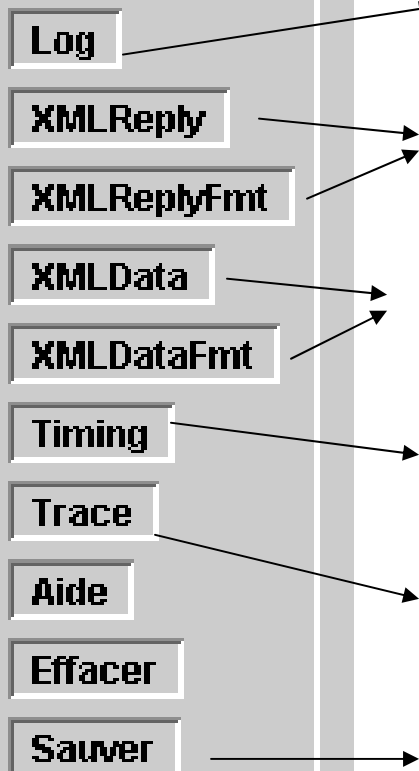 Log
XMLReply
XMLReplyFmt
XMLData
XMLDataFmt
Timing
Trace
Aide
Effacer
Sauver